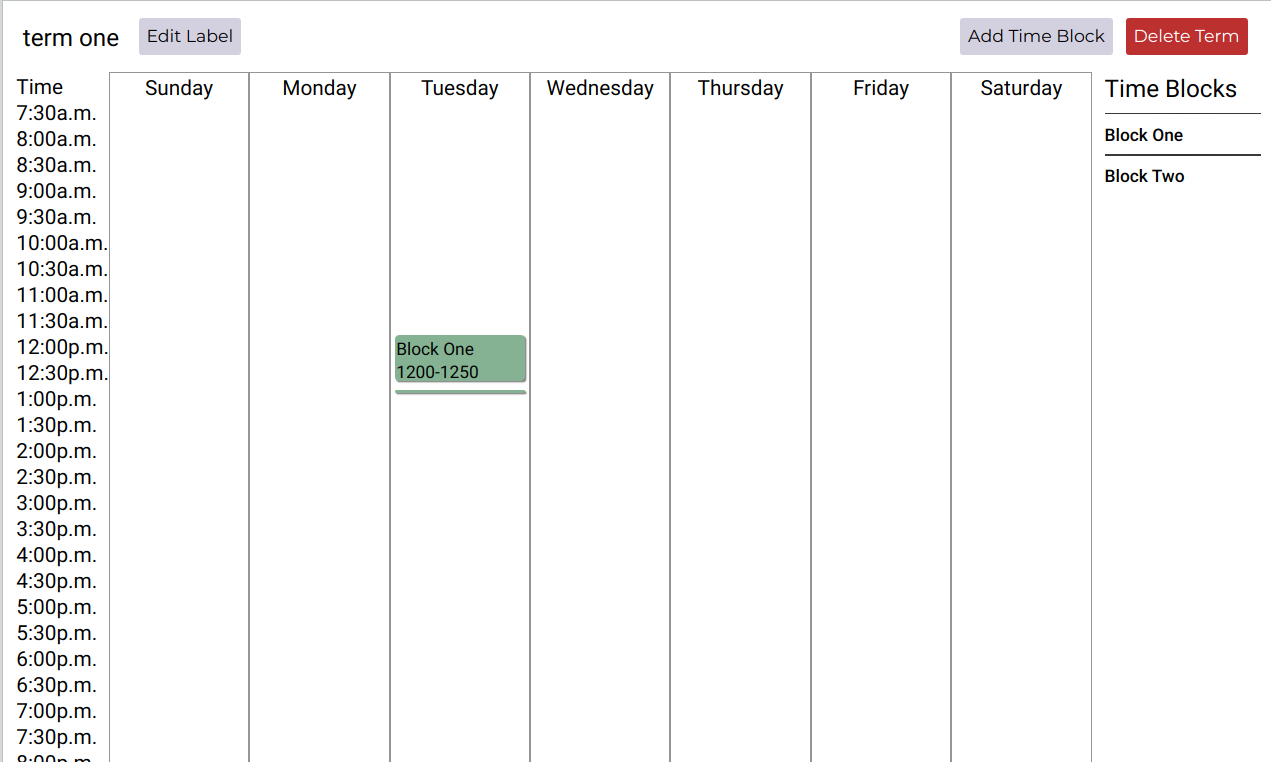 term one Edit Label Add Time Block Delete Term
Time Sunday Monday Tuesday Wednesday Thursday Friday Saturday Time Blocks
7:30a.m.
8:00a.m. Block One
8:30a.m. Block Two
9:00a.m.
9:30a.m.
10:00a.m.
10:30a.m.
11:00a.m.
11:30a.m.
12:00p.m. Block One
12:30p.m. 1200-1250
1:00p.m.
1:30p.m.
2:00p.m.
2:30p.m.
3:00p.m.
3:30p.m.
4:00p.m.
4:30p.m.
5:00p.m.
5:30p.m.
6:00p.m.
6:30p.m.
7:00p.m.
7:30p.m.
8:00p.m.